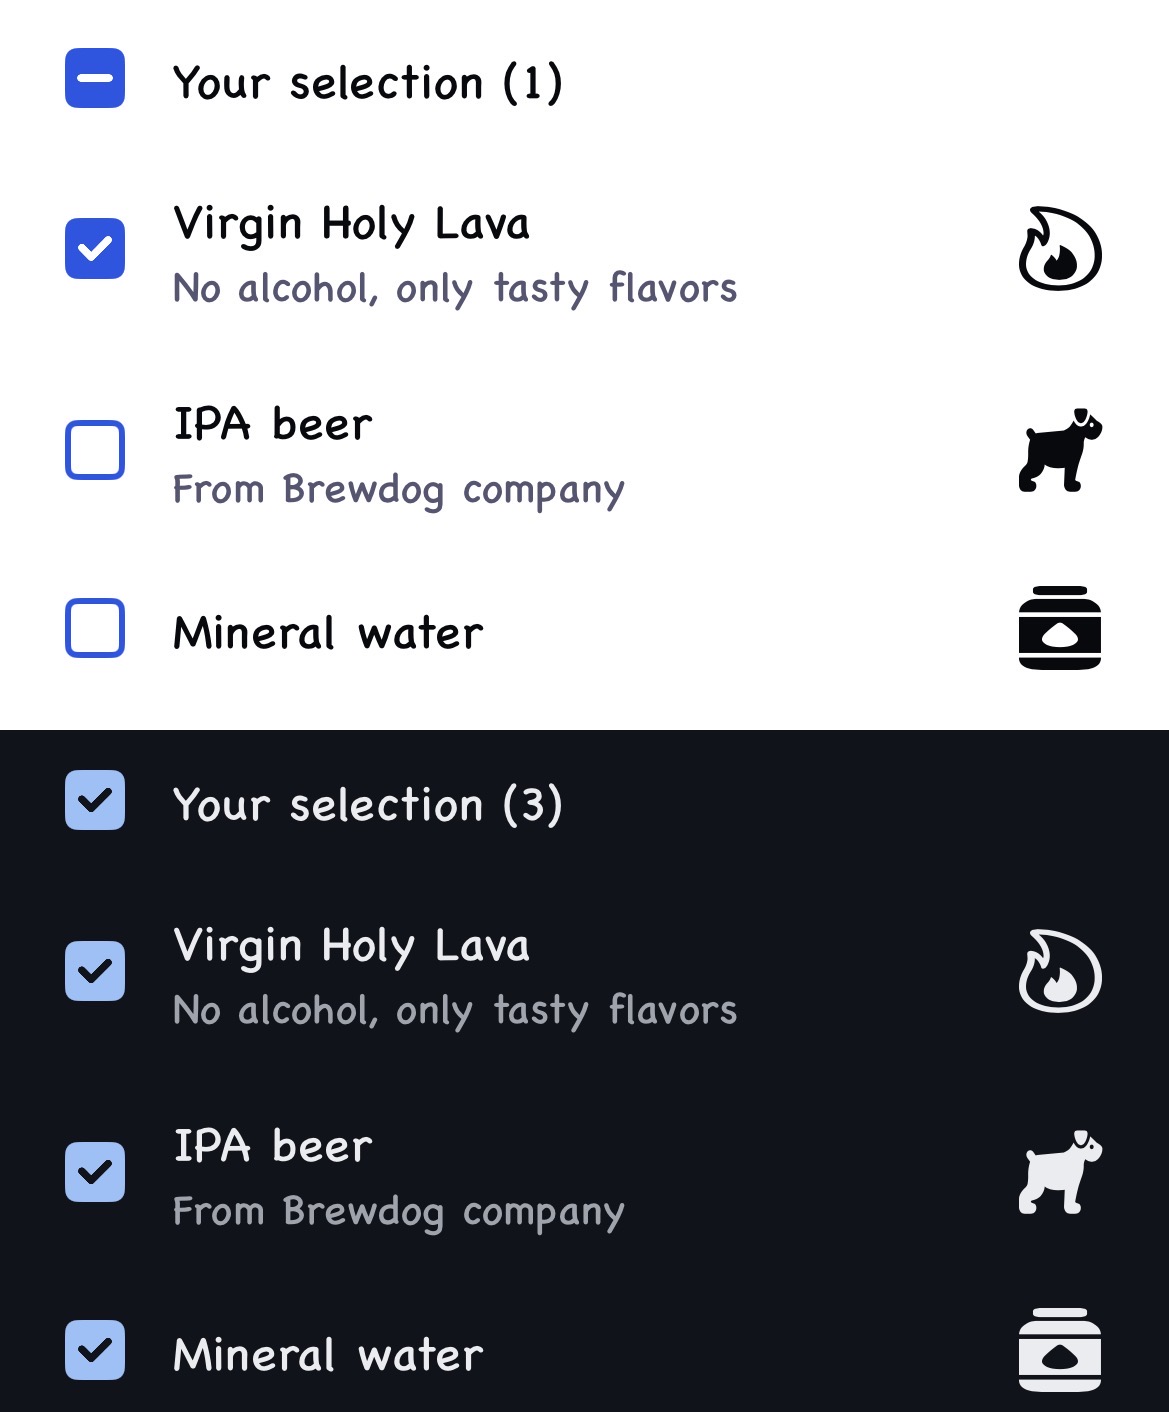 Your selection (1)
Virgin Holy Lava
No alcohol, only tasty flavors
IPA beer
From Brewdog company
Mineral water
Your selection (3)
Virgin Holy Lava
No alcohol, only tasty flavors
IPA beer
From Brewdog company
Mineral water